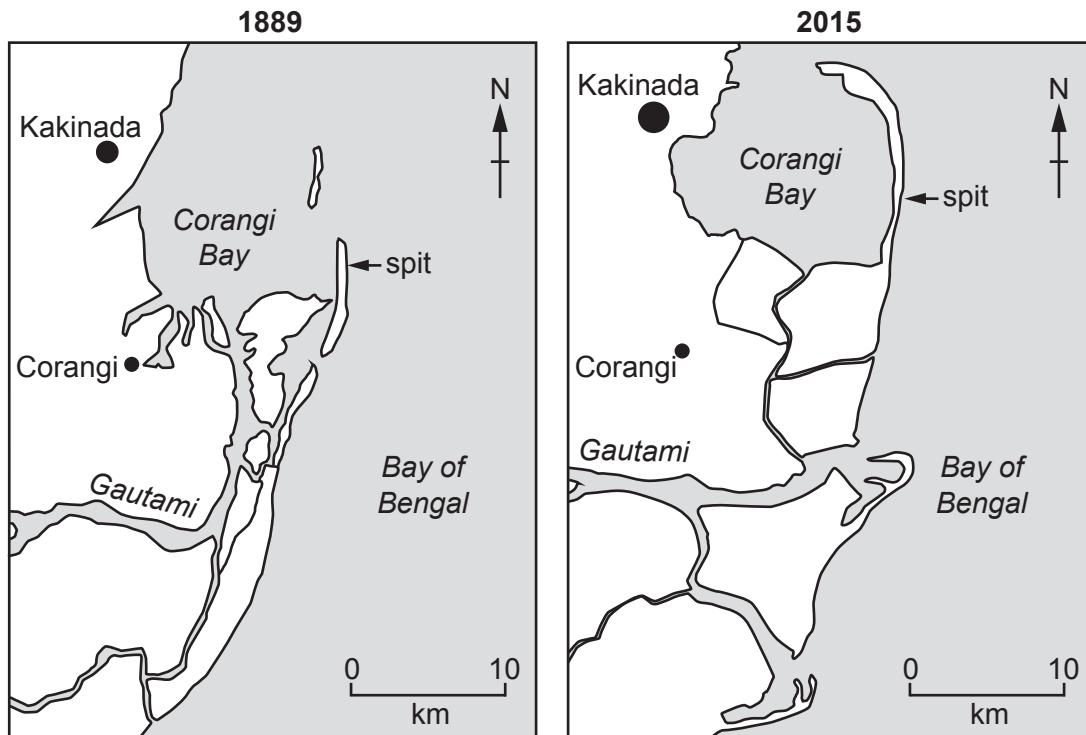 1889
N
Kakinada
Corangi
Bay
spit
Corangi
Gautami
Bay of
Bengal
0 10
km
2015
N
Kakinada
Corangi
Bay
spit
Corangi
Gautami
Bay of
Bengal
0 10
km